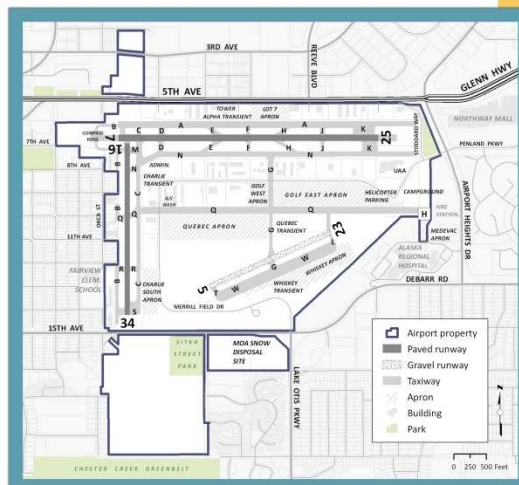 3RD AVE
REEVE BLVD
GLENN HWY
5TH AVE
TOWER
ALPHA TRANSIENT
LOT 7
APRON
STODDARD WAY
NORTHWAY MALL
PENLAND PKWY
7TH AVE
COMPASS
B
C
D
A
E
F
H
A
J
K
7
25
16
M
D
N
E
F
H
N
J
K
8TH AVE
ADMIN.
CHARLIE
TRANSIENT
A/C
WASH
GOLF
WEST
APRON
G
GOLF EAST APRON
UAA
HELICOPTER
PARKING
CAMPGROUND
AIRPORT HEIGHTS DR
ORCA ST
B
Q
N
C
Q
Q
Q
H
FIRE
STATION
MEDEVAC
APRON
11TH AVE
QUEBEC APRON
QUEBEC
TRANSIENT
23
ALASKA
REGIONAL
HOSPITAL
FAIRVIEW
ELEM.
SCHOOL
B
R
R
C
CHARLIE
SOUTH
APRON
5
T
W
G
W
WHISKEY APRON
WHISKEY
TRANSIENT
DEBARR RD
MERRILL FIELD DR
S
34
15TH AVE
SITKA
STREET
PARK
MOA SNOW
DISPOSAL
SITE
LAKE OTIS PKWY
Airport property
Paved runway
Gravel runway
Taxiway
Apron
Building
Park
0 250 500 Feet
CHESTER CREEK GREENBELT